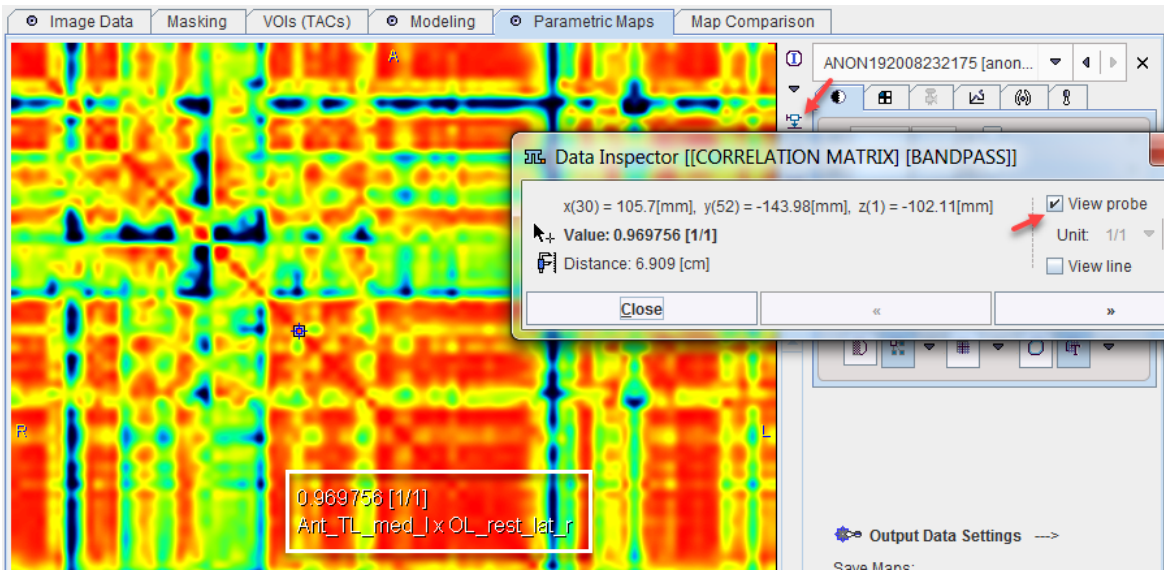 Image Data Masking VOIs (TACs) Modeling Parametric Maps Map Comparison
A
ANON192008232175 [anon...
Data Inspector [[CORRELATION MATRIX] [BANDPASS]]
x(30) = 105.7[mm], y(52) = -143.98[mm], z(1) = -102.11[mm]
View probe
Value: 0.969756 [1/1]
Unit: 1/1
Distance: 6.909 [cm]
View line
Close « »
R
L
0.969756 [1/1]
Ant_TL_med_l x OL_rest_lat_r
Output Data Settings --->
Save Maps: